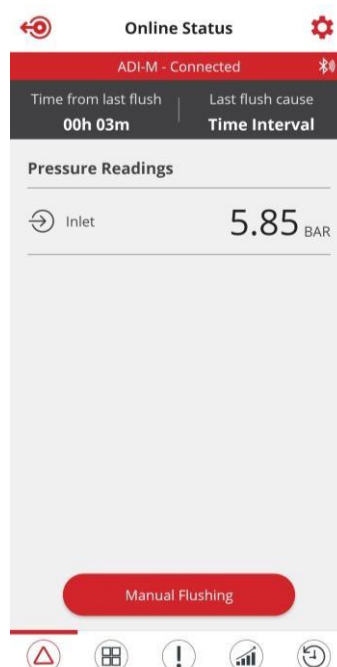 Online Status
ADI-M - Connected
Time from last flush
Last flush cause
00h 03m
Time Interval
Pressure Readings
Inlet
5.85 BAR
Manual Flushing